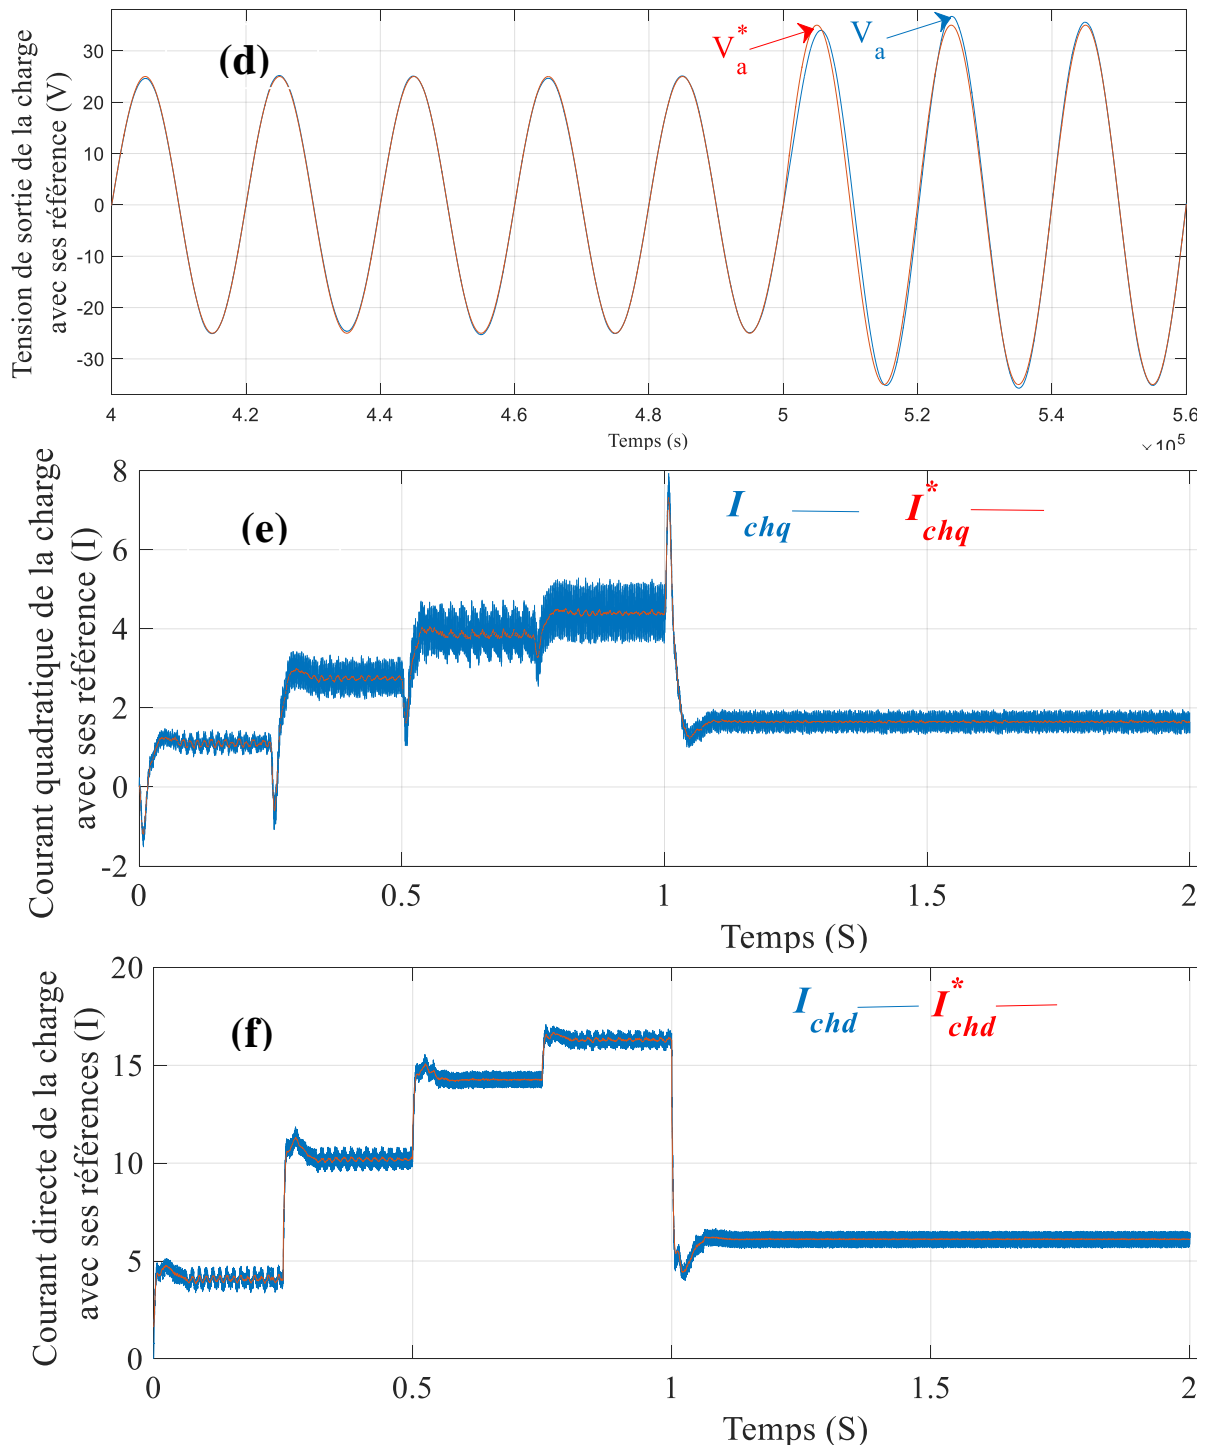 (d)
V*a
Va
Tension de sortie de la charge
avec ses référence (V)
30
20
10
0
-10
-20
-30
4 4.2 4.4 4.6 4.8 5 5.2 5.4 5.6
Temps (s)
×10^5
(e)
Ichq I*chq
Courant quadratique de la charge
avec ses référence (I)
8
6
4
2
0
-2
0 0.5 1 1.5 2
Temps (S)
(f)
Ichd I*chd
Courant directe de la charge
avec ses références (I)
20
15
10
5
0
0 0.5 1 1.5 2
Temps (S)